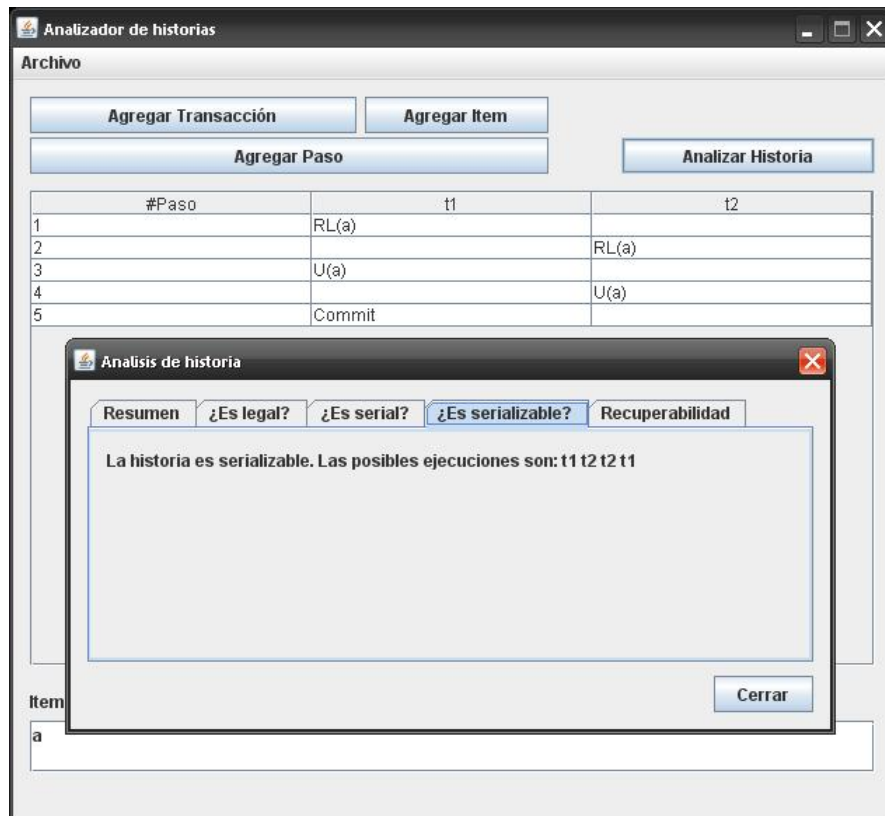 Analizador de historias
Archivo
Agregar Transacción Agregar Item
Agregar Paso Analizar Historia
#Paso t1 t2
1 RL(a)
2 RL(a)
3 U(a)
4 U(a)
5 Commit
Analisis de historia
Resumen ¿Es legal? ¿Es serial? ¿Es serializable? Recuperabilidad
La historia es serializable. Las posibles ejecuciones son: t1 t2 t2 t1
Cerrar
Item
a